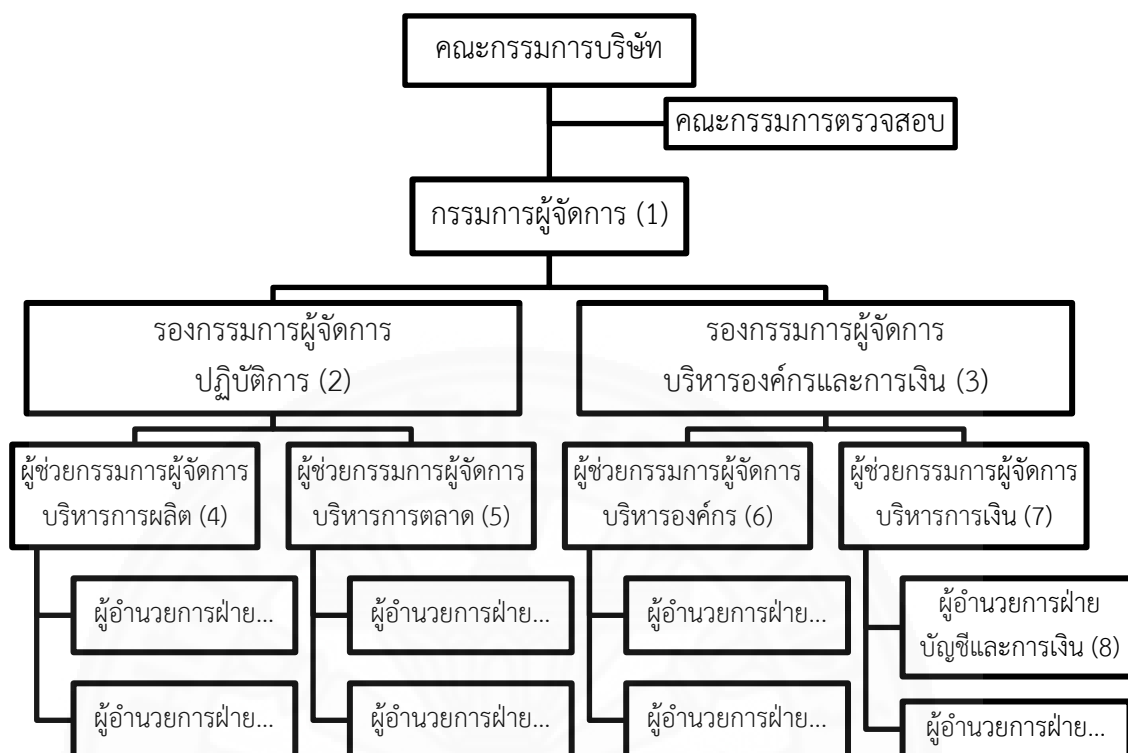 คณะกรรมการบริษัท
คณะกรรมการตรวจสอบ
กรรมการผู้จัดการ (1)
รองกรรมการผู้จัดการ
ปฏิบัติการ (2)
รองกรรมการผู้จัดการ
บริหารองค์กรและการเงิน (3)
ผู้ช่วยกรรมการผู้จัดการ
บริหารการผลิต (4)
ผู้ช่วยกรรมการผู้จัดการ
บริหารการตลาด (5)
ผู้ช่วยกรรมการผู้จัดการ
บริหารองค์กร (6)
ผู้ช่วยกรรมการผู้จัดการ
บริหารการเงิน (7)
ผู้อำนวยการฝ่าย...
ผู้อำนวยการฝ่าย...
ผู้อำนวยการฝ่าย...
ผู้อำนวยการฝ่าย
บัญชีและการเงิน (8)
ผู้อำนวยการฝ่าย...
ผู้อำนวยการฝ่าย...
ผู้อำนวยการฝ่าย...
ผู้อำนวยการฝ่าย...